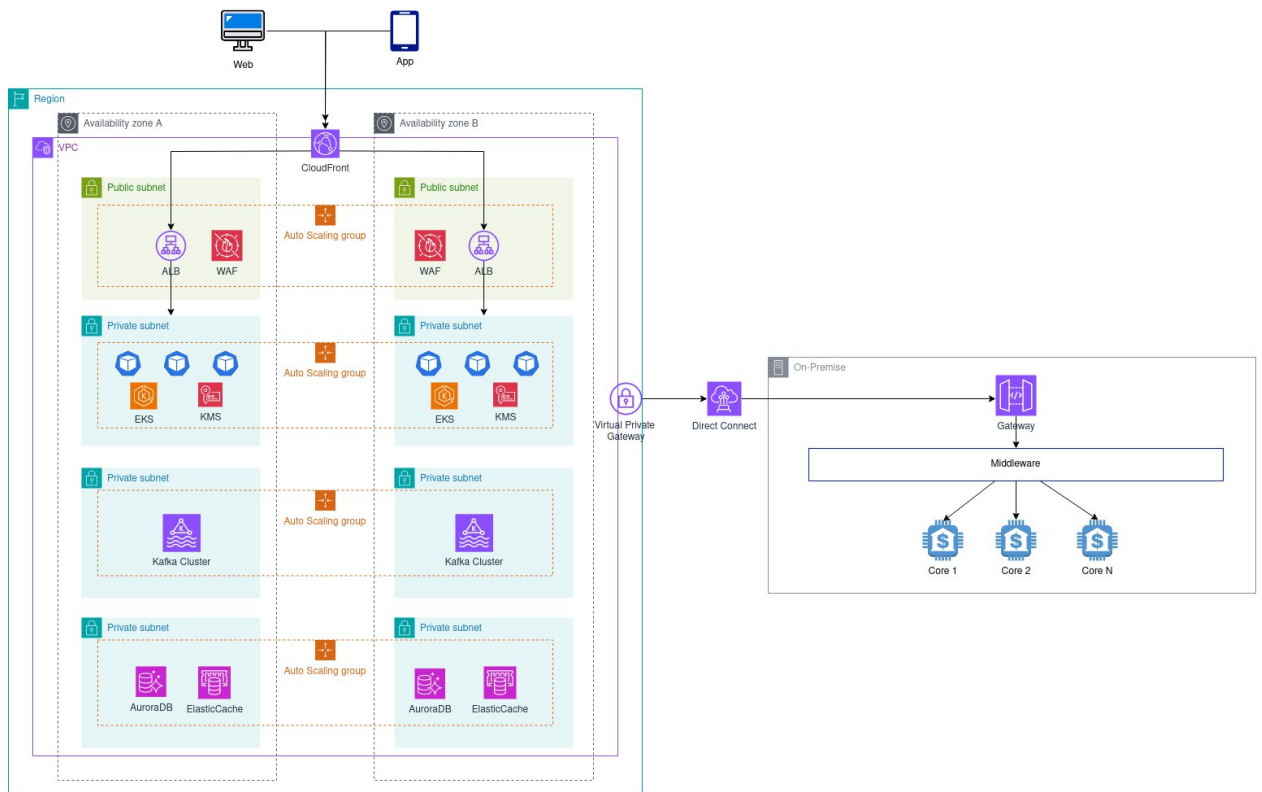 Web
App
Region
Availability zone A
Availability zone B
VPC
CloudFront
Public subnet
Public subnet
Auto Scaling group
ALB
WAF
WAF
ALB
Private subnet
Private subnet
Auto Scaling group
EKS
KMS
EKS
KMS
Virtual Private
Gateway
Direct Connect
On-Premise
Gateway
Middleware
Core 1
Core 2
Core N
Private subnet
Private subnet
Auto Scaling group
Kafka Cluster
Kafka Cluster
Private subnet
Private subnet
Auto Scaling group
AuroraDB
ElasticCache
AuroraDB
ElasticCache